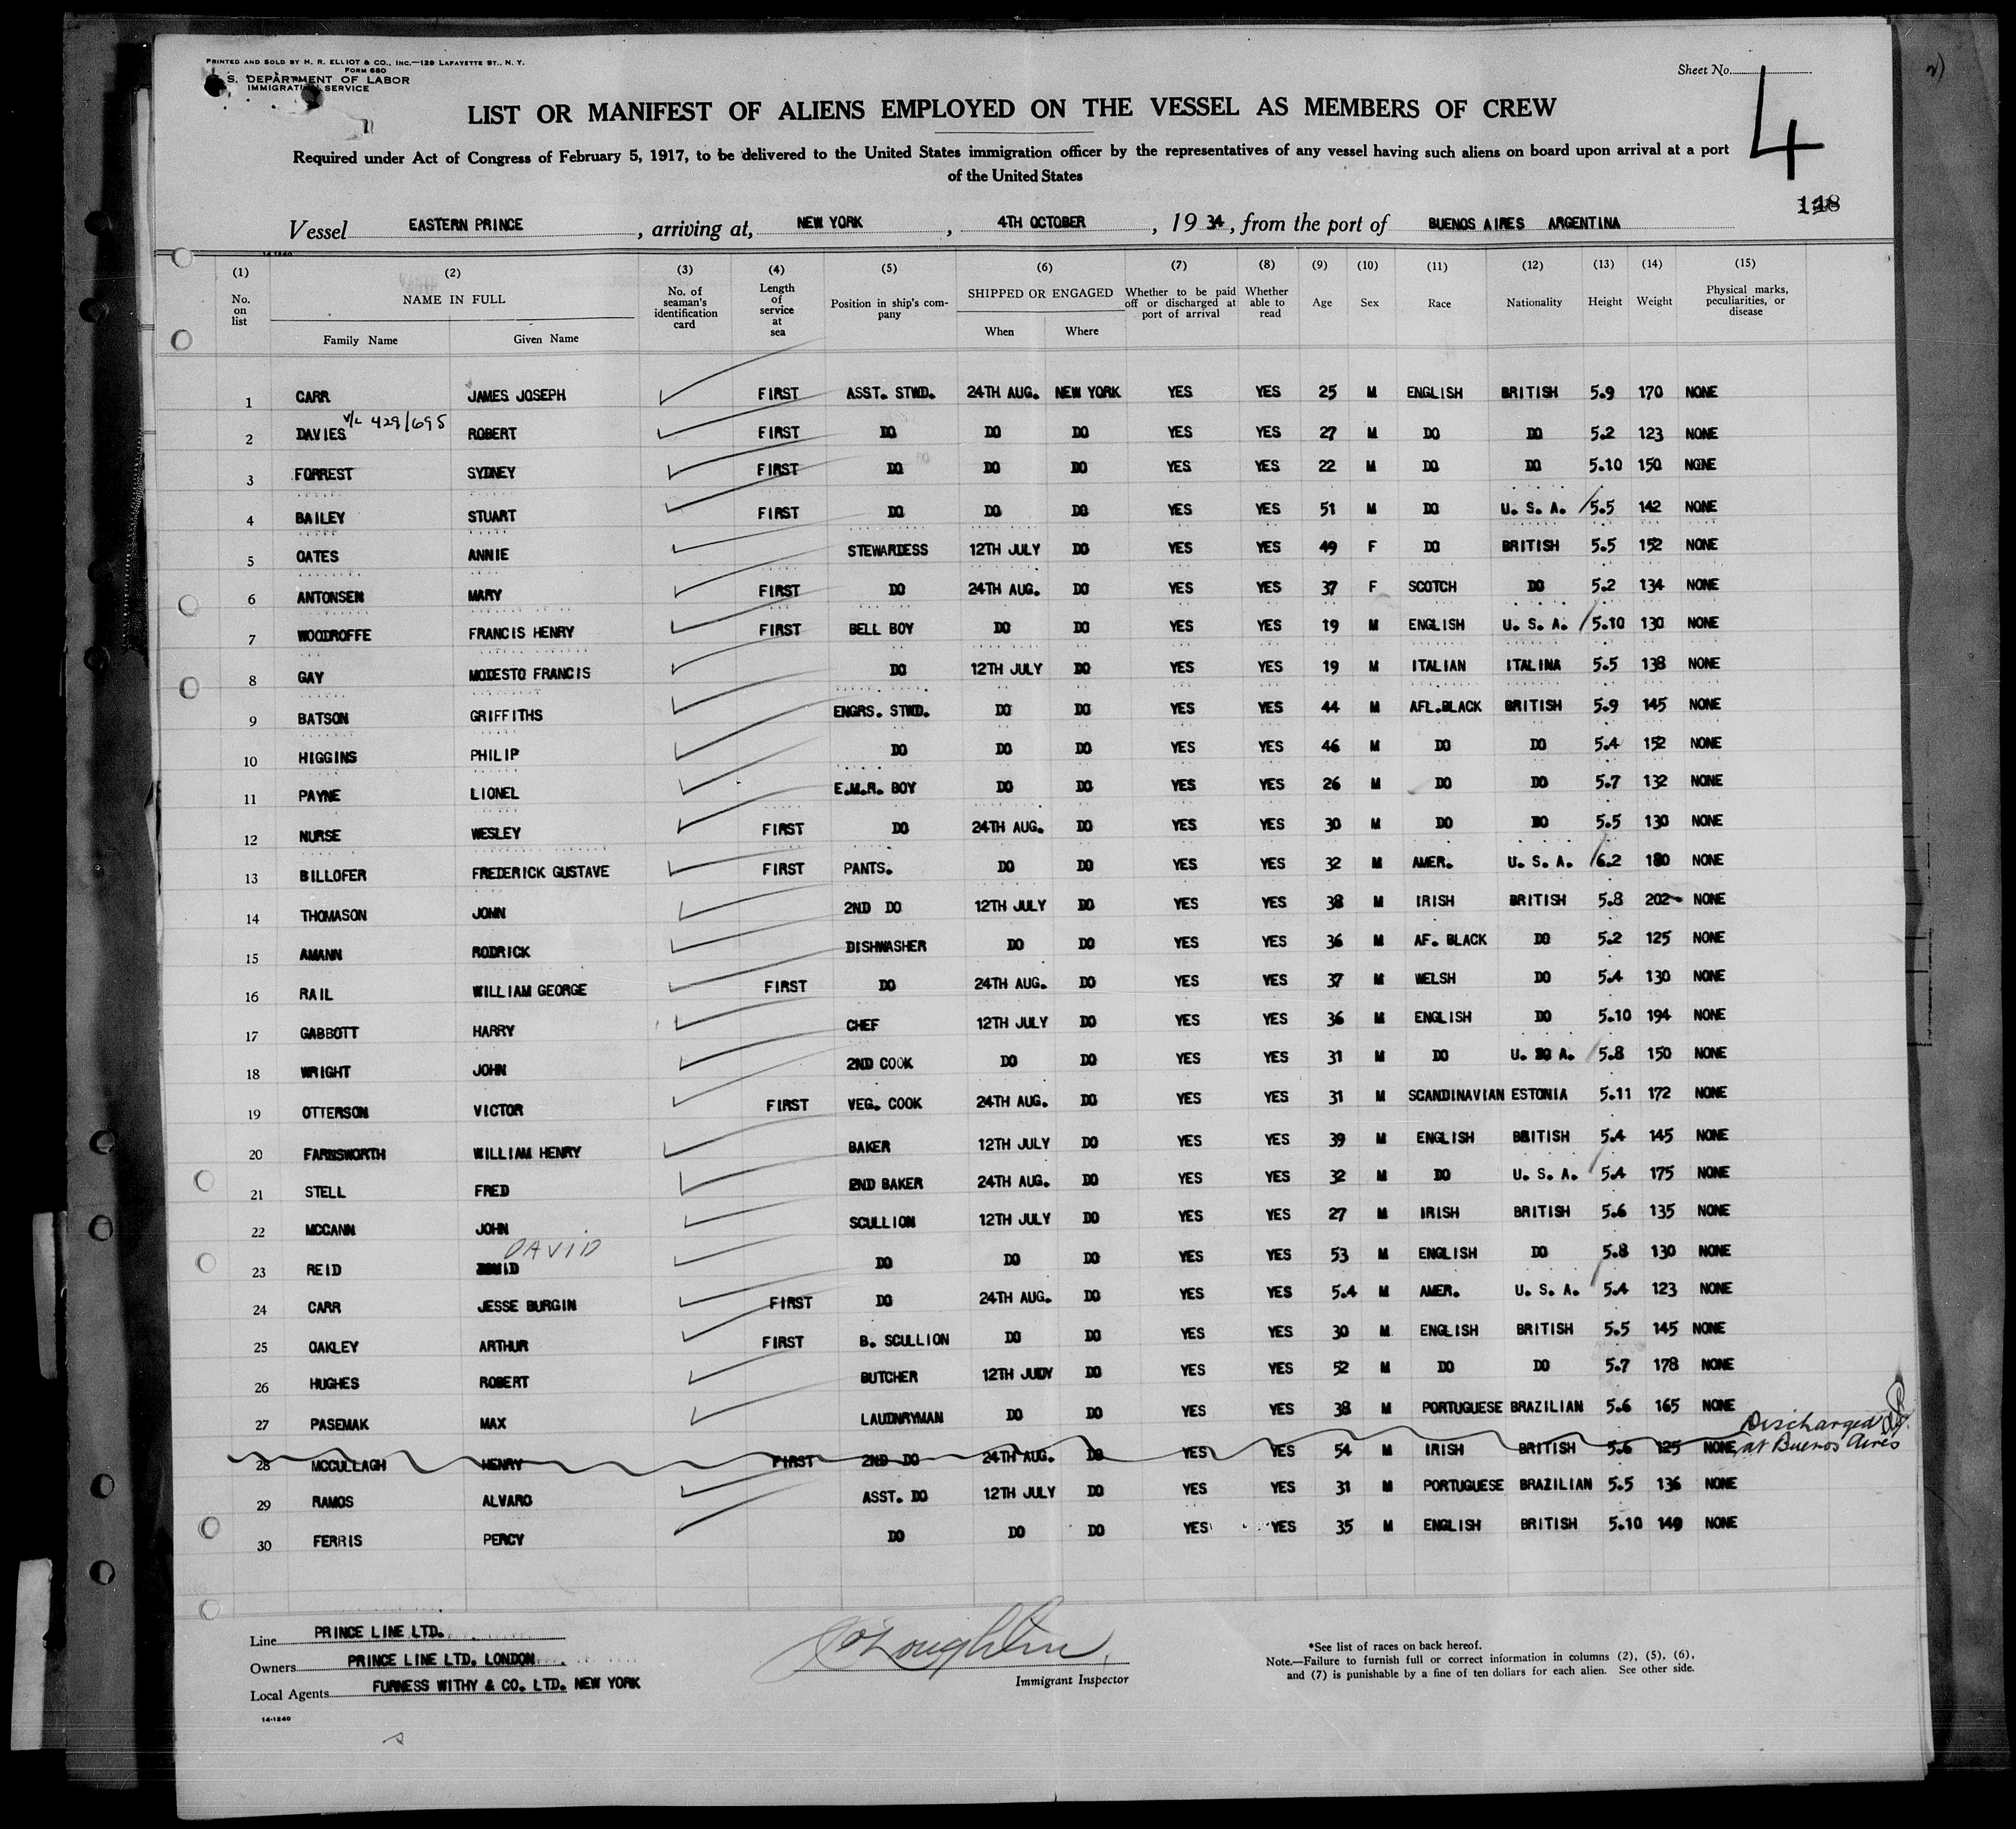 PRINTED AND SOLD BY H. R. ELLIOT & CO., INC.—129 LAFAYETTE ST., N. Y.
FORM 680
S. DEPARTMENT OF LABOR
IMMIGRATION SERVICE
Sheet No.
4
LIST OR MANIFEST OF ALIENS EMPLOYED ON THE VESSEL AS MEMBERS OF CREW
Required under Act of Congress of February 5, 1917, to be delivered to the United States immigration officer by the representatives of any vessel having such aliens on board upon arrival at a port
of the United States
148
Vessel EASTERN PRINCE, arriving at, NEW YORK, 4TH OCTOBER, 19 34, from the port of BUENOS AIRES ARGENTINA
14-1240
(1) (2) (3) (4) (5) (6) (7) (8) (9) (10) (11) (12) (13) (14) (15)
No. on list NAME IN FULL Family Name Given Name No. of seaman's identification card Length of service at sea Position in ship's company SHIPPED OR ENGAGED When Where Whether to be paid off or discharged at port of arrival Whether able to read Age Sex Race Nationality Height Weight Physical marks, peculiarities, or disease
1 CARR JAMES JOSEPH FIRST ASST. STWD. 24TH AUG. NEW YORK YES YES 25 M ENGLISH BRITISH 5.9 170 NONE
V/L 429/695
2 DAVIES ROBERT FIRST DO DO DO YES YES 27 M DO DO 5.2 123 NONE
3 FORREST SYDNEY FIRST DO DO DO YES YES 22 M DO DO 5.10 150 NONE
4 BAILEY STUART FIRST DO DO DO YES YES 51 M DO U. S. A. 5.5 142 NONE
5 OATES ANNIE STEWARDESS 12TH JULY DO YES YES 49 F DO BRITISH 5.5 152 NONE
6 ANTONSEN MARY FIRST DO 24TH AUG. DO YES YES 37 F SCOTCH DO 5.2 134 NONE
7 WOODROFFE FRANCIS HENRY FIRST BELL BOY DO DO YES YES 19 M ENGLISH U. S. A. 5.10 130 NONE
8 GAY MODESTO FRANCIS DO 12TH JULY DO YES YES 19 M ITALIAN ITALINA 5.5 138 NONE
9 BATSON GRIFFITHS ENGRS. STWD. DO DO YES YES 44 M AFL.BLACK BRITISH 5.9 145 NONE
10 HIGGINS PHILIP DO DO DO YES YES 46 M DO DO 5.4 152 NONE
11 PAYNE LIONEL E.M.R. BOY DO DO YES YES 26 M DO DO 5.7 132 NONE
12 NURSE WESLEY FIRST DO 24TH AUG. DO YES YES 30 M DO DO 5.5 130 NONE
13 BILLOFER FREDERICK GUSTAVE FIRST PANTS. DO DO YES YES 32 M AMER. U. S. A. 6.2 180 NONE
14 THOMASON JOHN 2ND DO 12TH JULY DO YES YES 38 M IRISH BRITISH 5.8 202 NONE
15 AMANN RODRICK DISHWASHER DO DO YES YES 36 M AF. BLACK DO 5.2 125 NONE
16 RAIL WILLIAM GEORGE FIRST DO 24TH AUG. DO YES YES 37 M WELSH DO 5.4 130 NONE
17 GABBOTT HARRY CHEF 12TH JULY DO YES YES 36 M ENGLISH DO 5.10 194 NONE
18 WRIGHT JOHN 2ND COOK DO DO YES YES 31 M DO U. A. 5.8 150 NONE
19 OTTERSON VICTOR FIRST VEG. COOK 24TH AUG. DO YES YES 31 M SCANDINAVIAN ESTONIA 5.11 172 NONE
20 FARNSWORTH WILLIAM HENRY BAKER 12TH JULY DO YES YES 39 M ENGLISH BRITISH 5.4 145 NONE
21 STELL FRED 2ND BAKER 24TH AUG. DO YES YES 32 M DO U. S. A. 5.4 175 NONE
22 MCCANN JOHN SCULLION 12TH JULY DO YES YES 27 M IRISH BRITISH 5.6 135 NONE
DAVID
23 REID DO DO DO YES YES 53 M ENGLISH DO 5.8 130 NONE
24 CARR JESSE BURGIN FIRST DO 24TH AUG. DO YES YES 5.4 M AMER. U. S. A. 5.4 123 NONE
25 OAKLEY ARTHUR FIRST B. SCULLION DO DO YES YES 30 M ENGLISH BRITISH 5.5 145 NONE
26 HUGHES ROBERT BUTCHER 12TH JUDY DO YES YES 52 M DO DO 5.7 178 NONE
27 PASEMAK MAX LAUDNRYMAN DO DO YES YES 38 M PORTUGUESE BRAZILIAN 5.6 165 NONE
Discharged
at Buenos Aires
28 MCCULLAGH HENRY FIRST 2ND DO 24TH AUG. DO YES YES 54 M IRISH BRITISH 5.6 125 NONE
29 RAMOS ALVARO ASST. DO 12TH JULY DO YES YES 31 M PORTUGUESE BRAZILIAN 5.5 136 NONE
30 FERRIS PERCY DO DO DO YES YES 35 M ENGLISH BRITISH 5.10 149 NONE
Line PRINCE LINE LTD.
Owners PRINCE LINE LTD. LONDON
Local Agents FURNESS WITHY & CO. LTD. NEW YORK
14-1240
O'Loughlin
Immigrant Inspector
*See list of races on back hereof.
Note.—Failure to furnish full or correct information in columns (2), (5), (6),
and (7) is punishable by a fine of ten dollars for each alien. See other side.